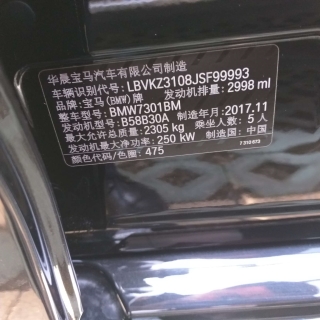 华晨宝马汽车有限公司制造
车辆识别代号: LBVKZ3108JSF99993
品牌: 宝马(BMW)牌 发动机排量: 2998 ml
整车型号: BMW7301BM
发动机型号: B58B30A 制造年月: 2017.11
最大允许总质量: 2305 kg 乘坐人数: 5 人
发动机最大净功率: 250 kW 制造国: 中国
颜色代码/色圈: 475
7 310 673